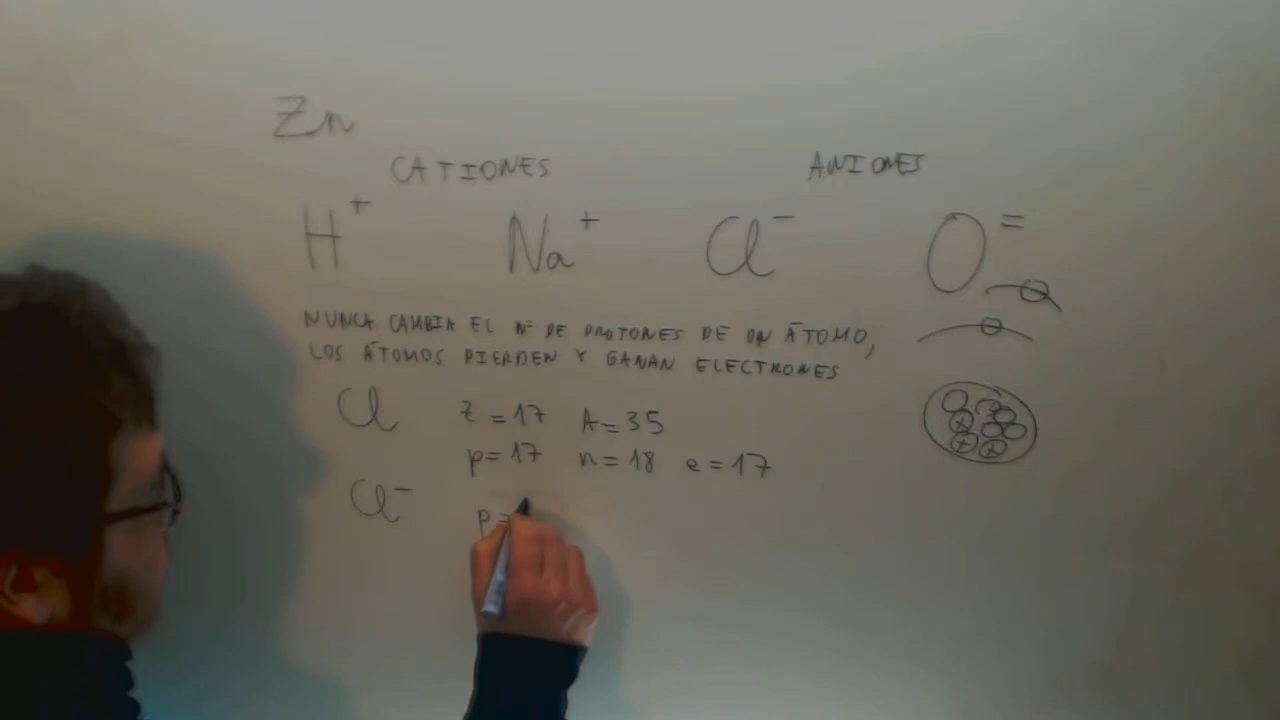 Zn
CATIONES ANIONES
H+ Na+ Cl- O=
NUNCA CAMBIA EL Nº DE PROTONES DE UN ÁTOMO,
LOS ÁTOMOS PIERDEN Y GANAN ELECTRONES
Cl Z=17 A=35
p=17 n=18 e=17
Cl- p=